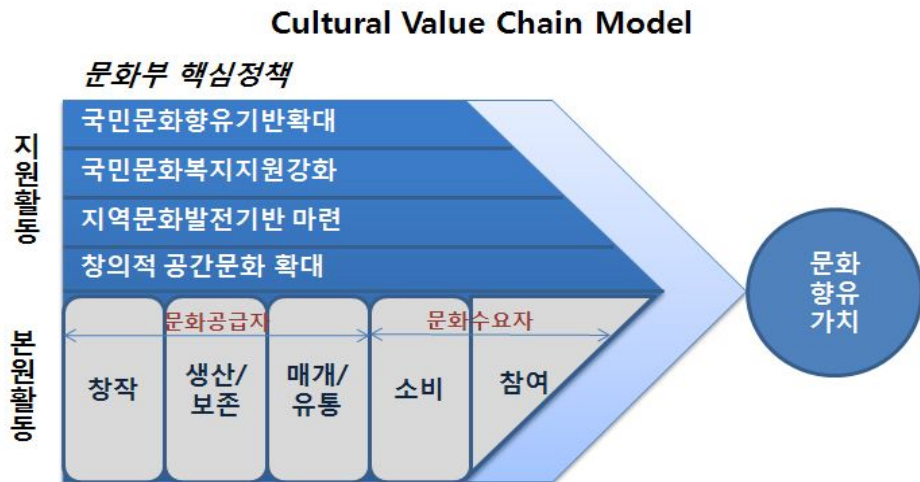 Cultural Value Chain Model
문화부 핵심정책
지원활동
국민문화향유기반확대
국민문화복지지원강화
지역문화발전기반 마련
창의적 공간문화 확대
본원활동
문화공급자
문화수요자
창작
생산/
보존
매개/
유통
소비
참여
문화
향유
가치